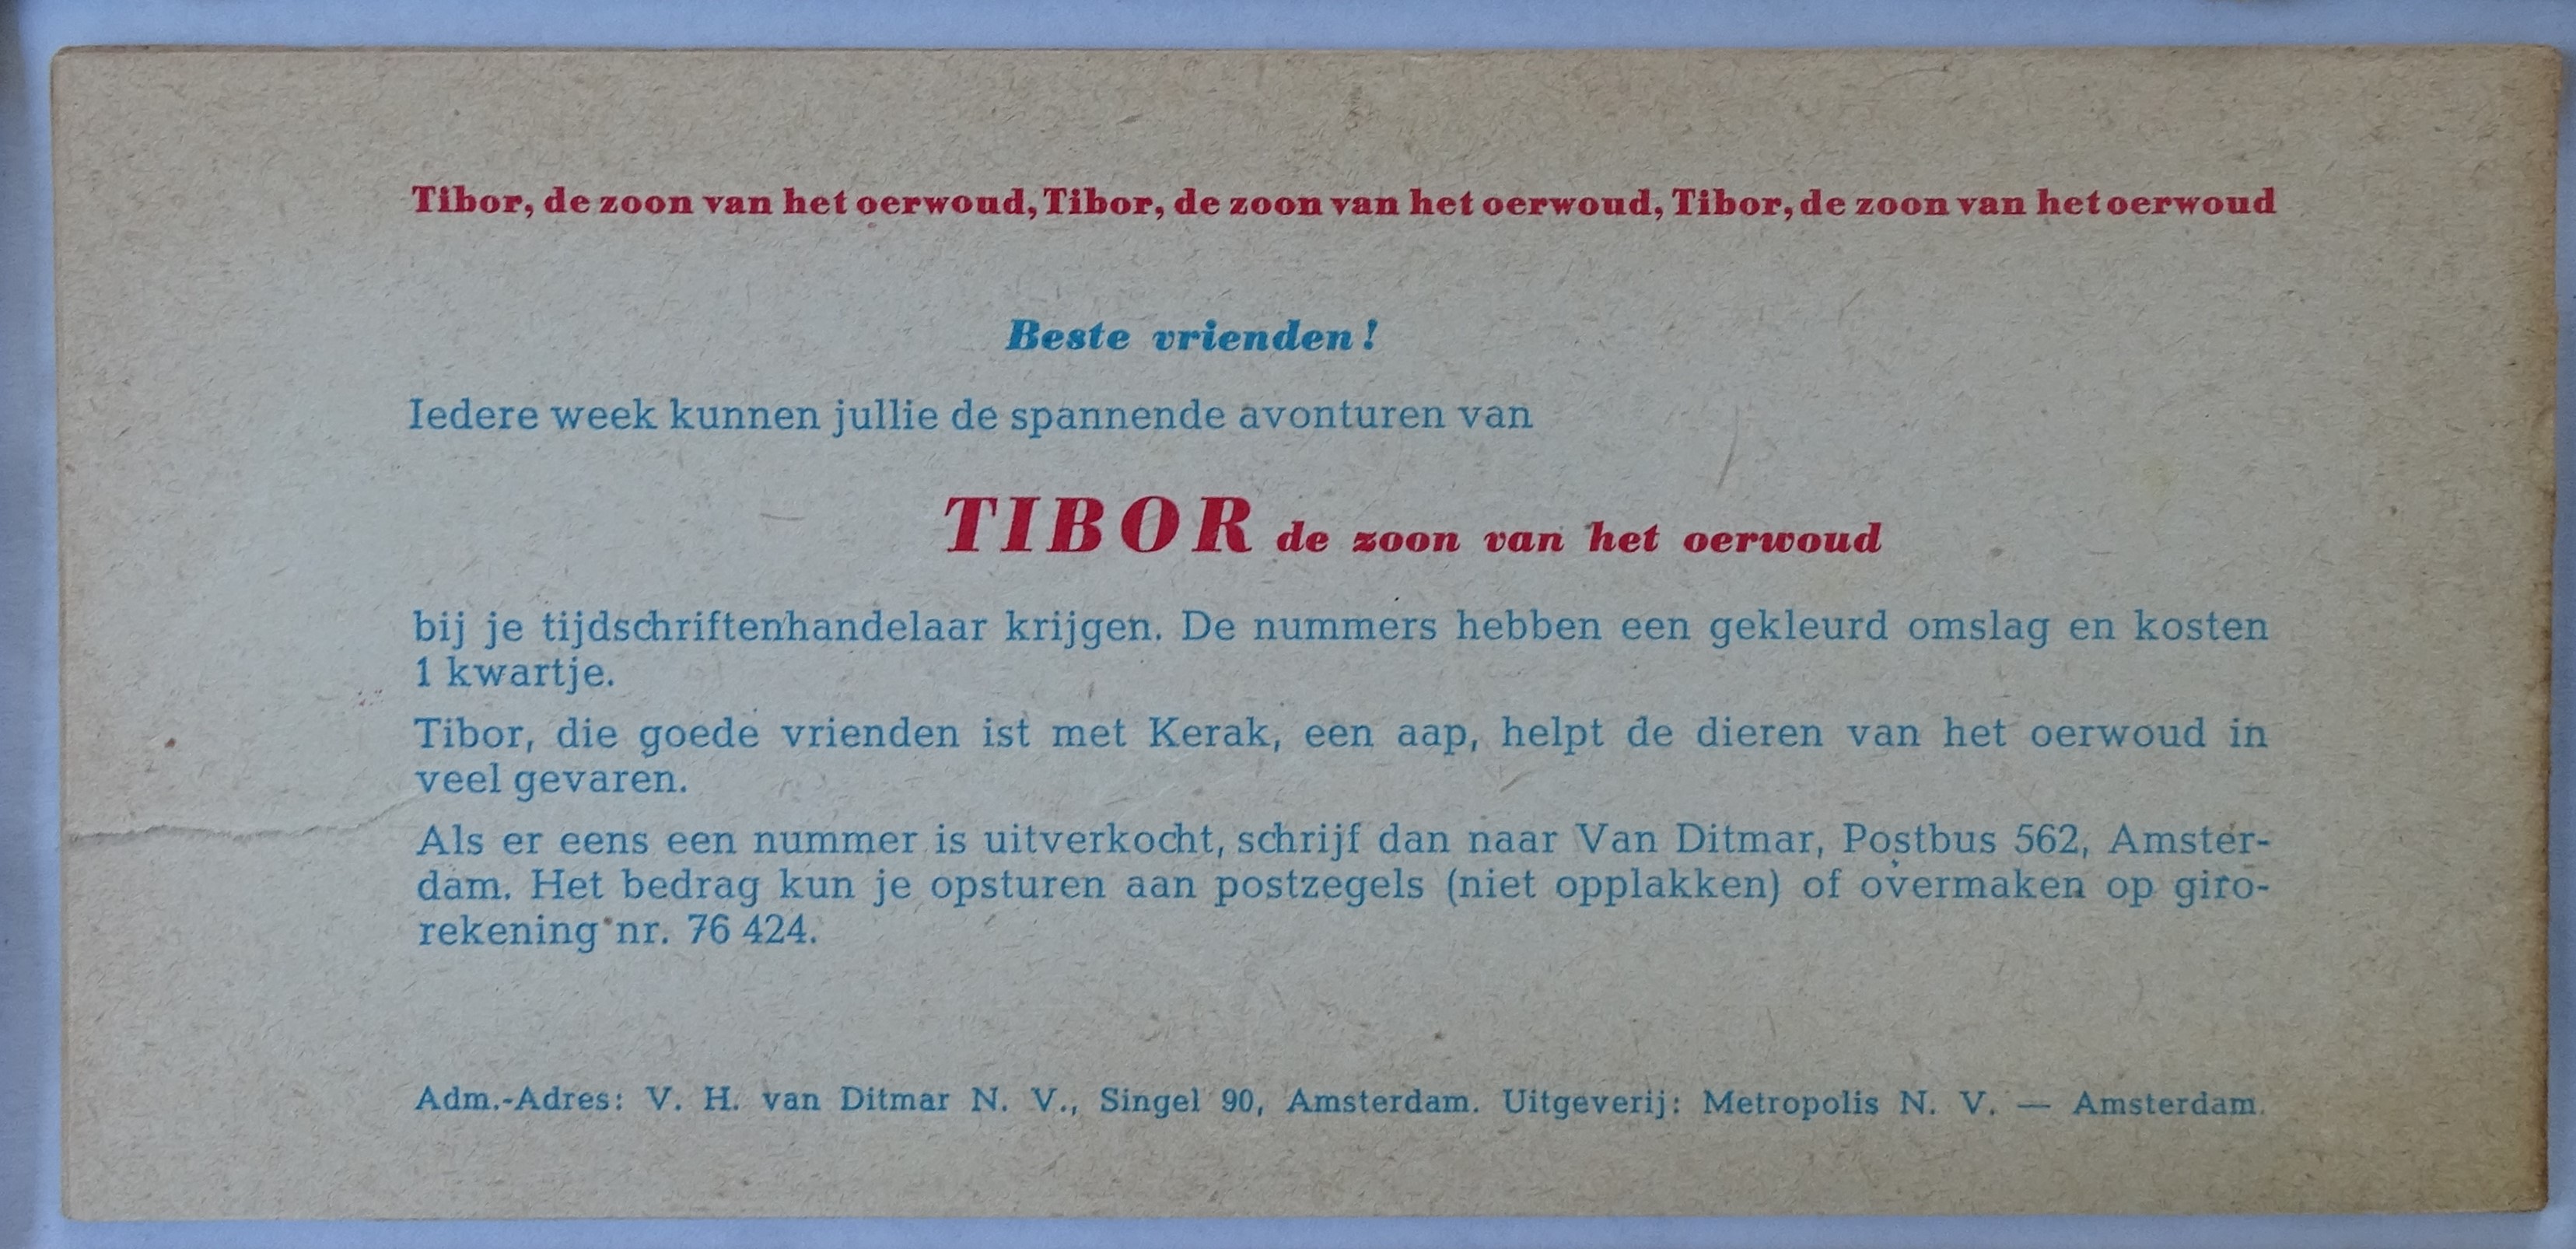 Tibor, de zoon van het oerwoud, Tibor, de zoon van het oerwoud, Tibor, de zoon van het oerwoud
Beste vrienden!
Iedere week kunnen jullie de spannende avonturen van
TIBOR de zoon van het oerwoud
bij je tijdschriftenhandelaar krijgen. De nummers hebben een gekleurd omslag en kosten
1 kwartje.
Tibor, die goede vrienden ist met Kerak, een aap, helpt de dieren van het oerwoud in
veel gevaren.
Als er eens een nummer is uitverkocht, schrijf dan naar Van Ditmar, Postbus 562, Amster-
dam. Het bedrag kun je opsturen aan postzegels (niet opplakken) of overmaken op giro-
rekening nr. 76 424.
Adm.-Adres: V. H. van Ditmar N. V., Singel 90, Amsterdam. Uitgeverij: Metropolis N. V. — Amsterdam.